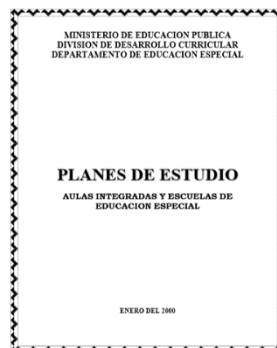 MINISTERIO DE EDUCACION PUBLICA
DIVISION DE DESARROLLO CURRICULAR
DEPARTAMENTO DE EDUCACION ESPECIAL
PLANES DE ESTUDIO
AULAS INTEGRADAS Y ESCUELAS DE
EDUCACION ESPECIAL
ENERO DEL 2000